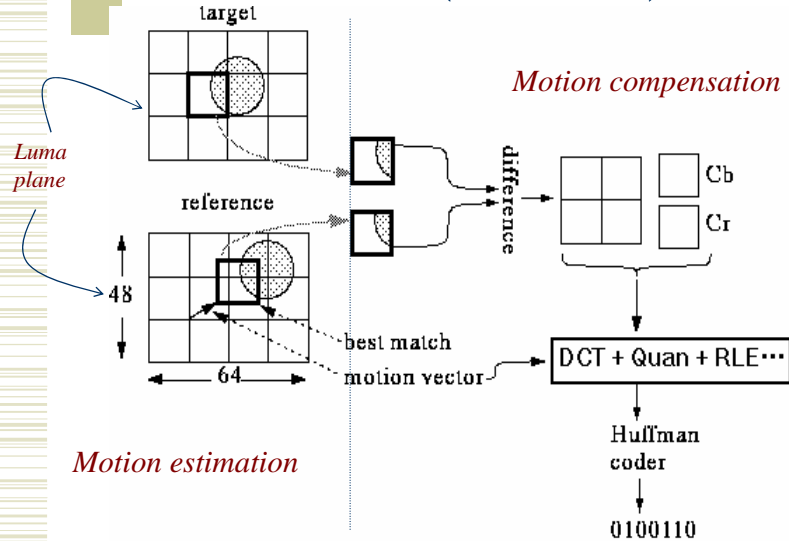 target
Motion compensation
Luma
plane
difference
Cb
Cr
reference
48
best match
64
motion vector
DCT + Quan + RLE···
Huffman
coder
Motion estimation
0100110